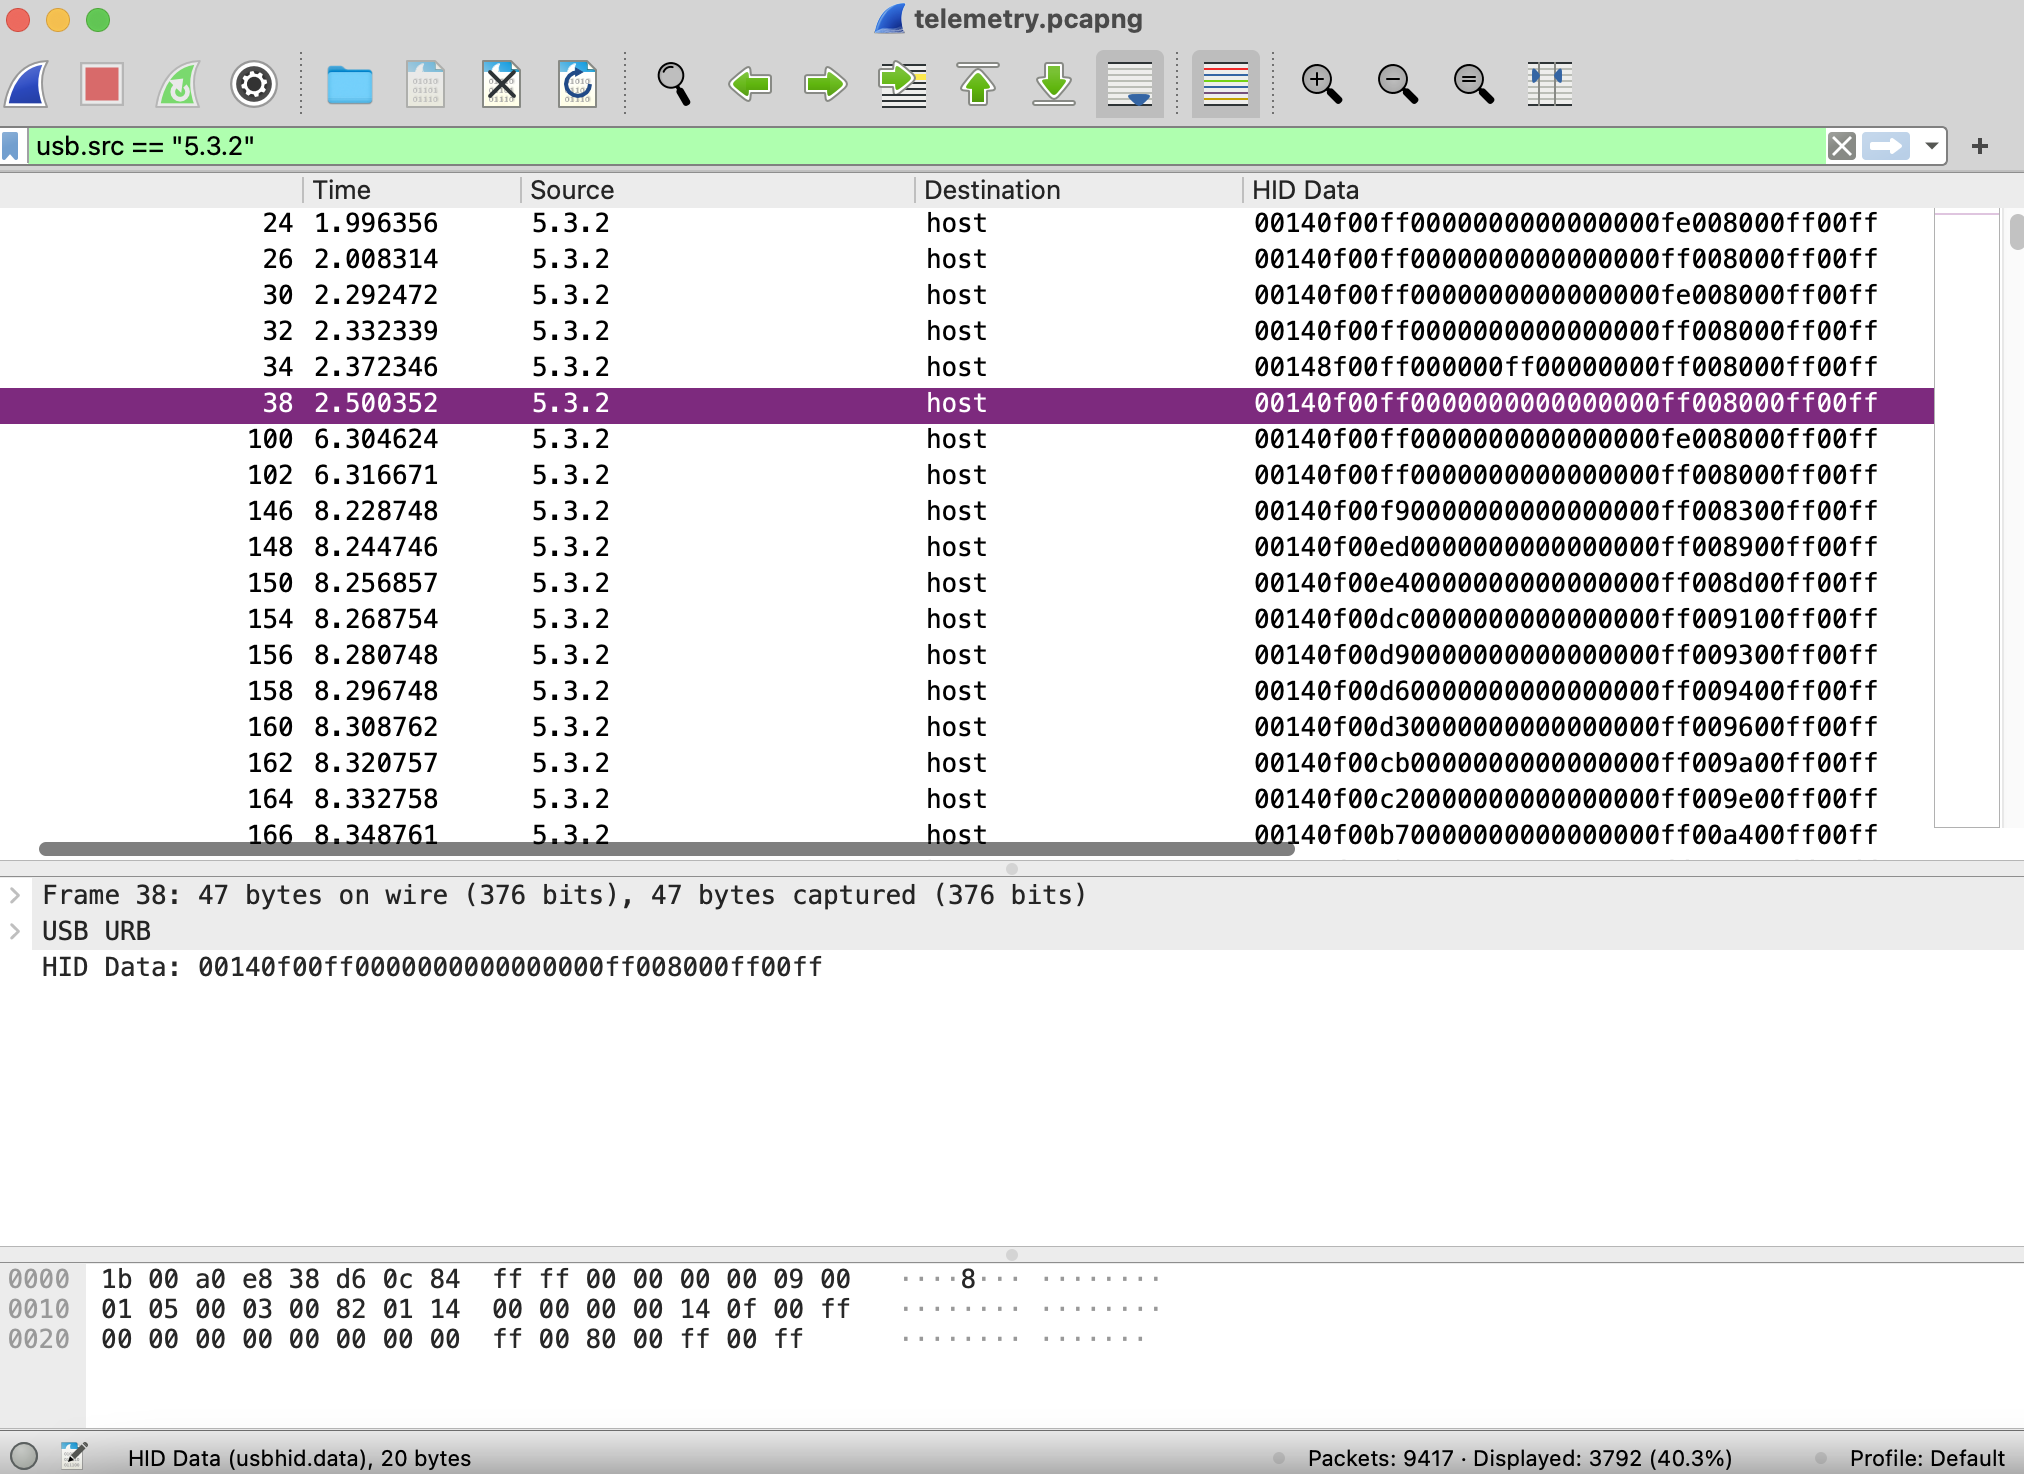 telemetry.pcapng
usb.src == "5.3.2"
+
Time Source Destination HID Data
24 1.996356 5.3.2 host 00140f00ff0000000000000000fe008000ff00ff
26 2.008314 5.3.2 host 00140f00ff0000000000000000ff008000ff00ff
30 2.292472 5.3.2 host 00140f00ff0000000000000000fe008000ff00ff
32 2.332339 5.3.2 host 00140f00ff0000000000000000ff008000ff00ff
34 2.372346 5.3.2 host 00148f00ff000000ff00000000ff008000ff00ff
38 2.500352 5.3.2 host 00140f00ff0000000000000000ff008000ff00ff
100 6.304624 5.3.2 host 00140f00ff0000000000000000fe008000ff00ff
102 6.316671 5.3.2 host 00140f00ff0000000000000000ff008000ff00ff
146 8.228748 5.3.2 host 00140f00f90000000000000000ff008300ff00ff
148 8.244746 5.3.2 host 00140f00ed0000000000000000ff008900ff00ff
150 8.256857 5.3.2 host 00140f00e40000000000000000ff008d00ff00ff
154 8.268754 5.3.2 host 00140f00dc0000000000000000ff009100ff00ff
156 8.280748 5.3.2 host 00140f00d90000000000000000ff009300ff00ff
158 8.296748 5.3.2 host 00140f00d60000000000000000ff009400ff00ff
160 8.308762 5.3.2 host 00140f00d30000000000000000ff009600ff00ff
162 8.320757 5.3.2 host 00140f00cb0000000000000000ff009a00ff00ff
164 8.332758 5.3.2 host 00140f00c20000000000000000ff009e00ff00ff
166 8.348761 5.3.2 host 00140f00b70000000000000000ff00a400ff00ff
Frame 38: 47 bytes on wire (376 bits), 47 bytes captured (376 bits)
USB URB
HID Data: 00140f00ff0000000000000000ff008000ff00ff
0000 1b 00 a0 e8 38 d6 0c 84 ff ff 00 00 00 00 09 00 ····8··· ········
0010 01 05 00 03 00 82 01 14 00 00 00 00 14 0f 00 ff ········ ········
0020 00 00 00 00 00 00 00 00 ff 00 80 00 ff 00 ff ········ ·······
HID Data (usbhid.data), 20 bytes Packets: 9417 · Displayed: 3792 (40.3%) Profile: Default